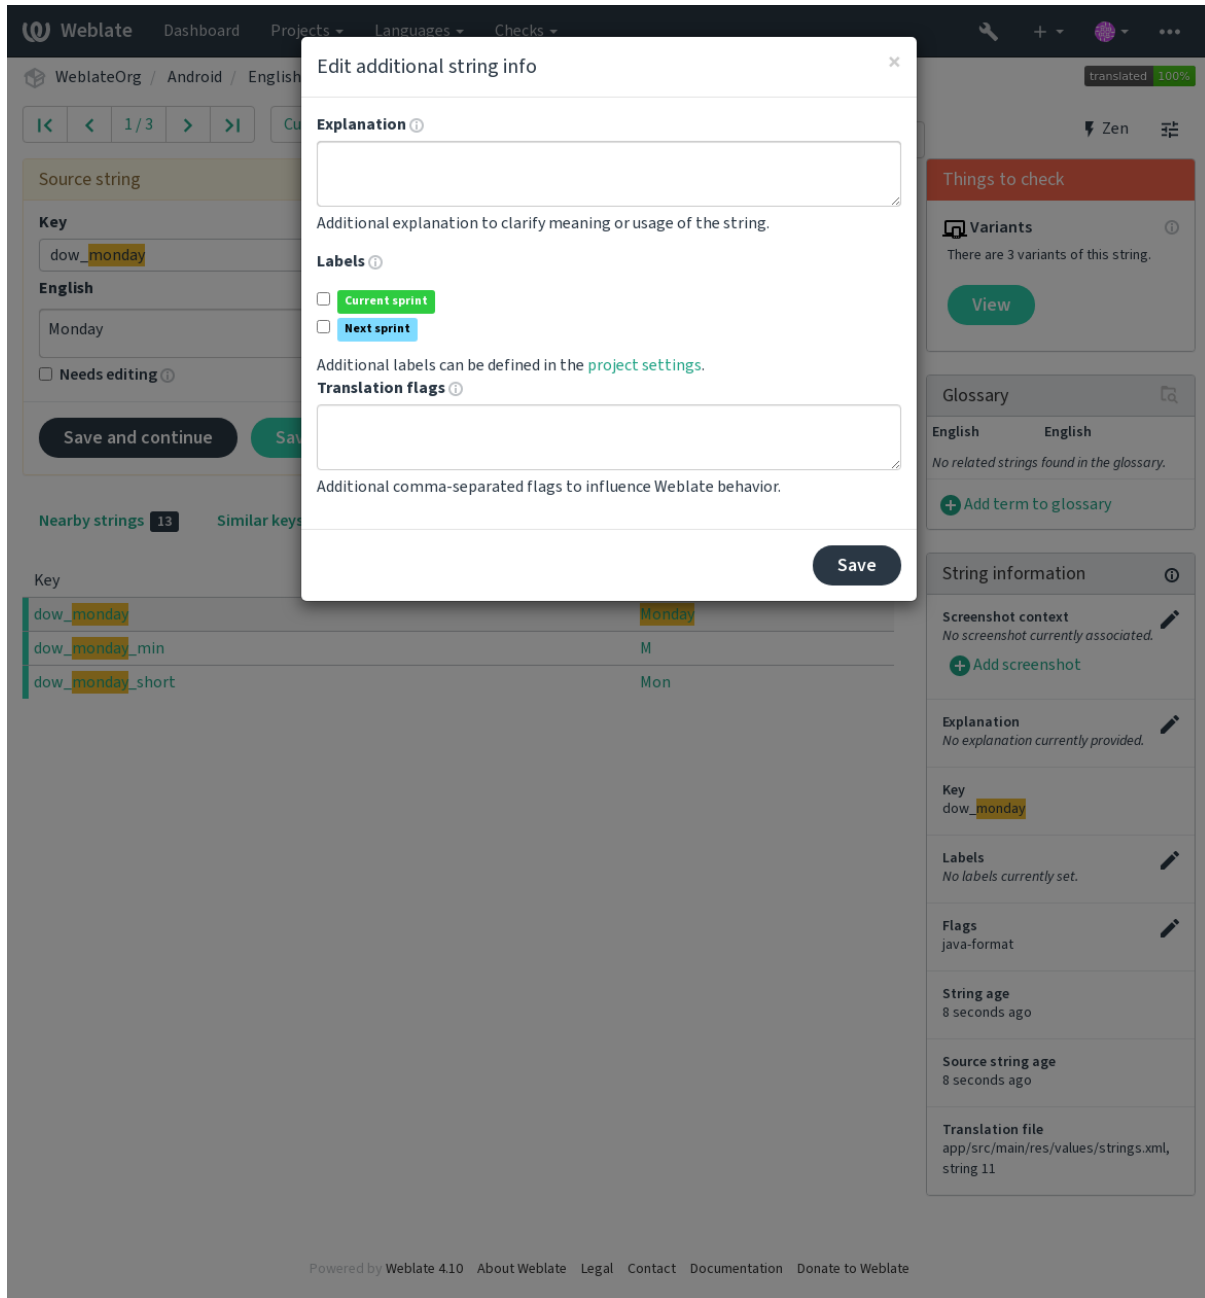 Weblate Dashboard Projects Languages Checks
WeblateOrg / Android / English
translated 100%
1 / 3
Zen
Edit additional string info
×
Explanation
Additional explanation to clarify meaning or usage of the string.
Labels
Current sprint
Next sprint
Additional labels can be defined in the project settings.
Translation flags
Additional comma-separated flags to influence Weblate behavior.
Save
Source string
Key
dow_monday
English
Monday
Needs editing
Save and continue
Nearby strings 13 Similar keys
Key
dow_monday Monday
dow_monday_min M
dow_monday_short Mon
Things to check
Variants
There are 3 variants of this string.
View
Glossary
English English
No related strings found in the glossary.
Add term to glossary
String information
Screenshot context
No screenshot currently associated.
Add screenshot
Explanation
No explanation currently provided.
Key
dow_monday
Labels
No labels currently set.
Flags
java-format
String age
8 seconds ago
Source string age
8 seconds ago
Translation file
app/src/main/res/values/strings.xml,
string 11
Powered by Weblate 4.10 About Weblate Legal Contact Documentation Donate to Weblate